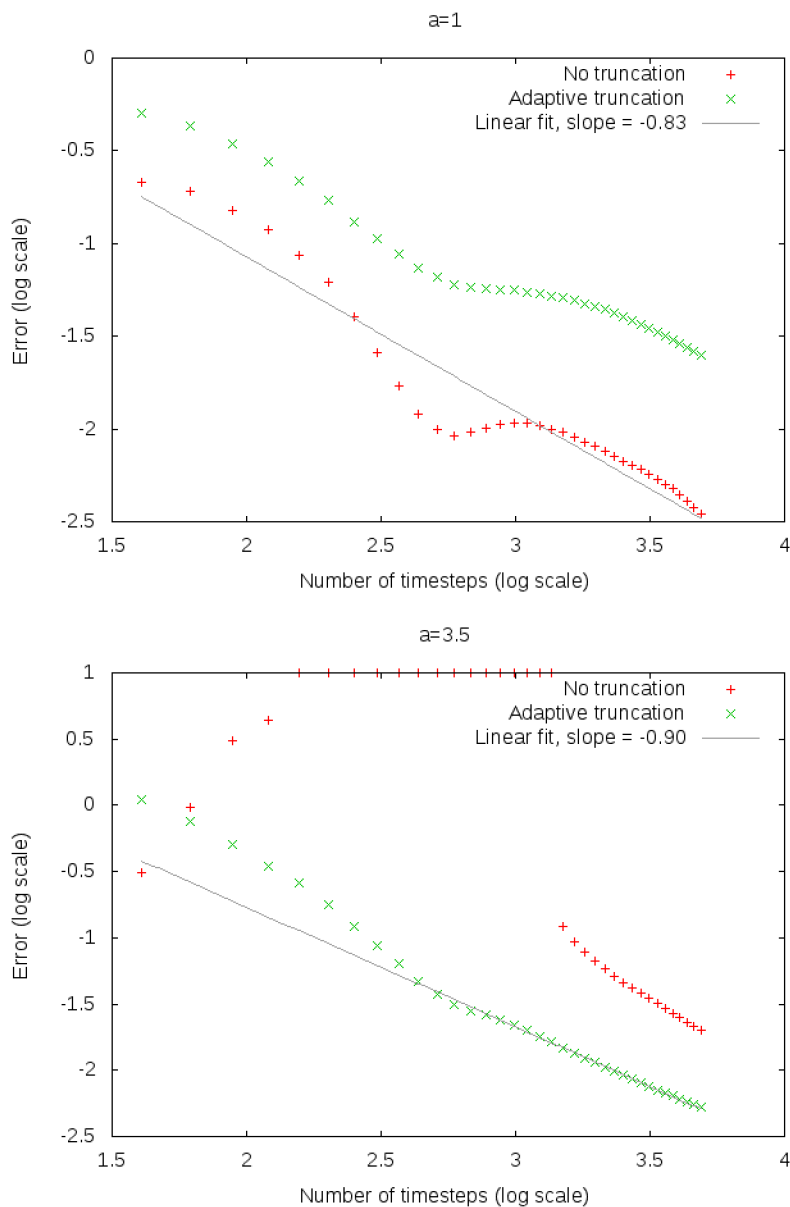 a=1
0
-0.5
-1
-1.5
-2
-2.5
Error (log scale)
No truncation
Adaptive truncation
Linear fit, slope = -0.83
1.5 2 2.5 3 3.5 4
Number of timesteps (log scale)
a=3.5
1
0.5
0
-0.5
-1
-1.5
-2
-2.5
Error (log scale)
No truncation
Adaptive truncation
Linear fit, slope = -0.90
1.5 2 2.5 3 3.5 4
Number of timesteps (log scale)